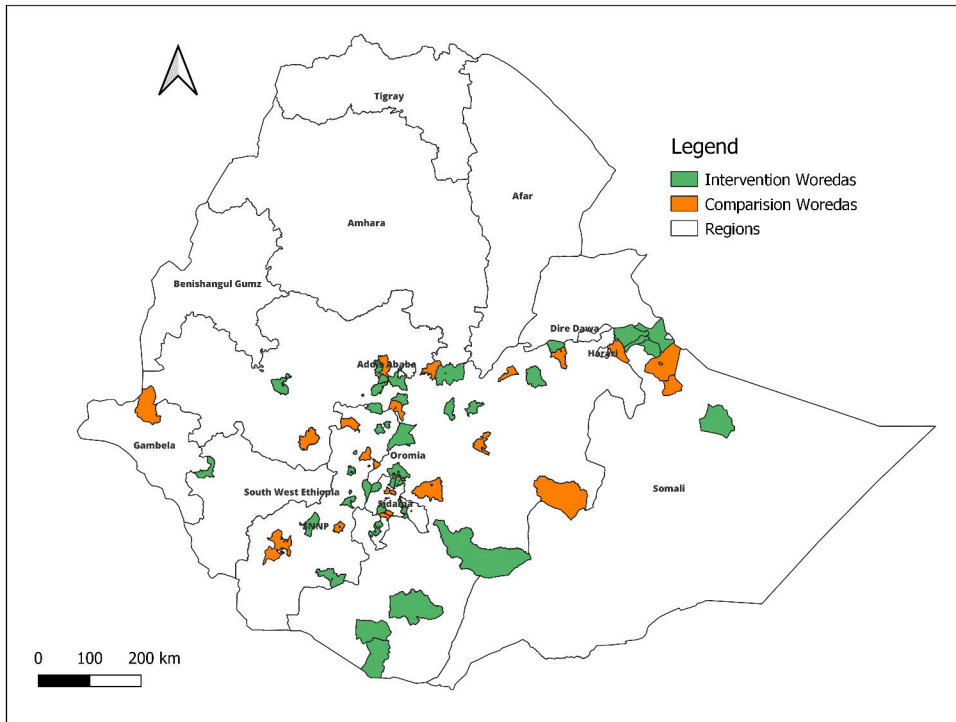 Tigray
Legend
Intervention Woredas
Comparision Woredas
Regions
Afar
Amhara
Benishangul Gumz
Dire Dawa
Harari
Addis Ababa
Gambela
Oromia
South West Ethiopia
Somali
Sidama
SNNP
0 100 200 km